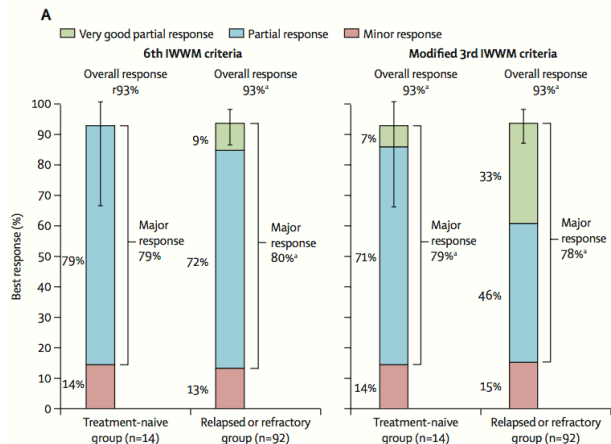 A
Very good partial response Partial response Minor response
6th IWWM criteria
Modified 3rd IWWM criteria
Overall response
r93%
Overall response
93%ᵃ
Overall response
93%ᵃ
Overall response
93%ᵃ
Best response (%)
100
90
80
70
60
50
40
30
20
10
0
79%
14%
Major
response
79%
9%
72%
13%
Major
response
80%ᵃ
7%
71%
14%
Major
response
79%ᵃ
33%
46%
15%
Major
response
78%ᵃ
Treatment-naive
group (n=14)
Relapsed or refractory
group (n=92)
Treatment-naive
group (n=14)
Relapsed or refractory
group (n=92)